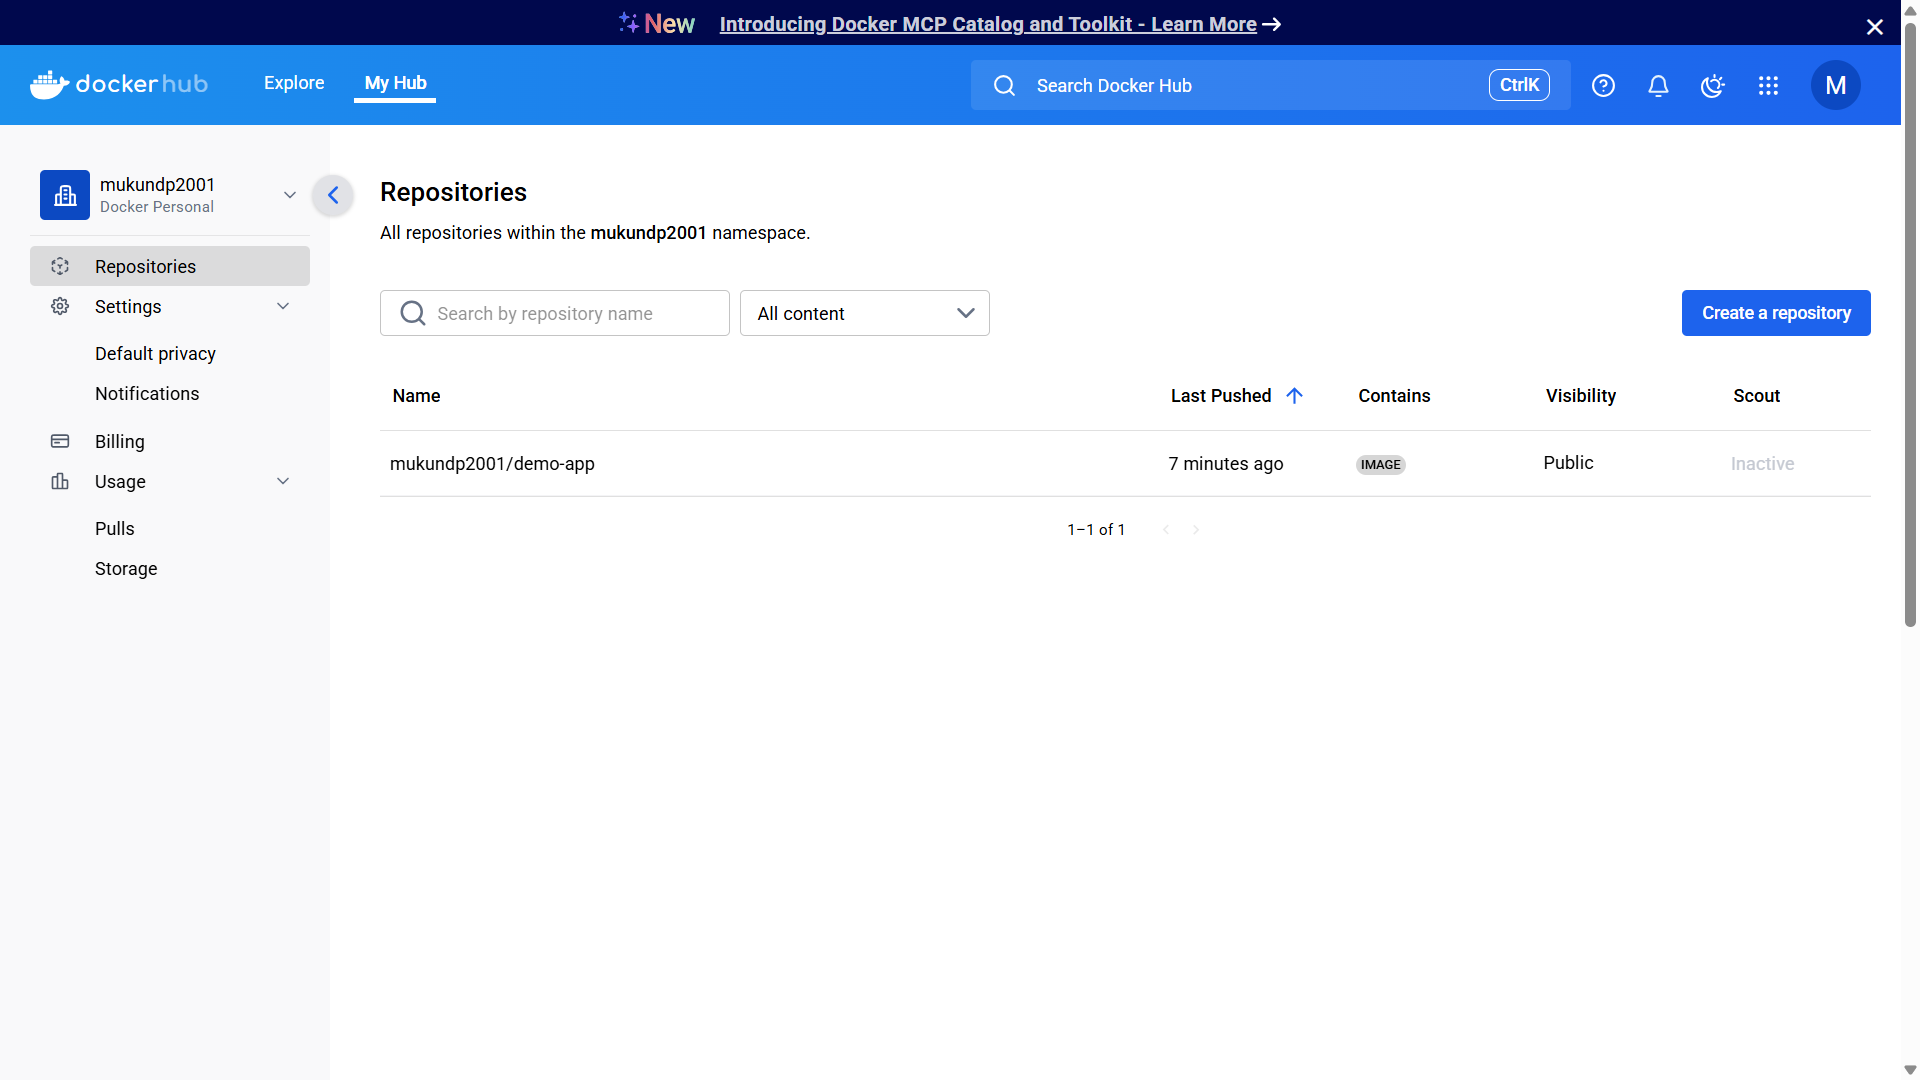 New Introducing Docker MCP Catalog and Toolkit - Learn More →
docker hub Explore My Hub Search Docker Hub CtrlK M
mukundp2001
Docker Personal
Repositories
Settings
Default privacy
Notifications
Billing
Usage
Pulls
Storage
Repositories
All repositories within the mukundp2001 namespace.
Search by repository name All content Create a repository
Name Last Pushed Contains Visibility Scout
mukundp2001/demo-app 7 minutes ago IMAGE Public Inactive
1–1 of 1